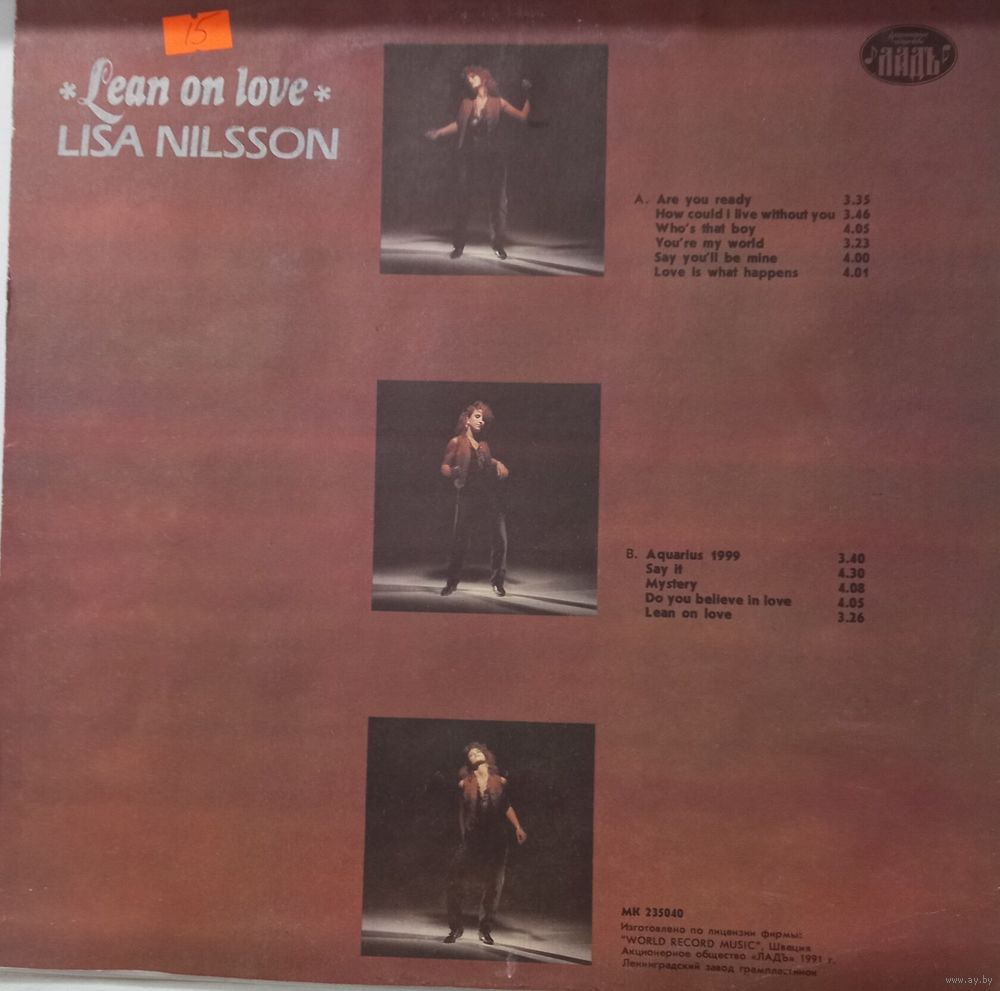 15
*Lean on love*
LISA NILSSON
ЛАДЪ
A. Are you ready 3.35
How could i live without you 3.46
Who's that boy 4.05
You're my world 3.23
Say you'll be mine 4.00
Love is what happens 4.01
B. Aquarius 1999 3.40
Say it 4.30
Mystery 4.08
Do you believe in love 4.05
Lean on love 3.26
МК 235040
Изготовлено по лицензии фирмы:
"WORLD RECORD MUSIC", Швеция
Акционерное общество «ЛАДЪ» 1991 г.
Ленинградский завод грампластинок
www.ay.by